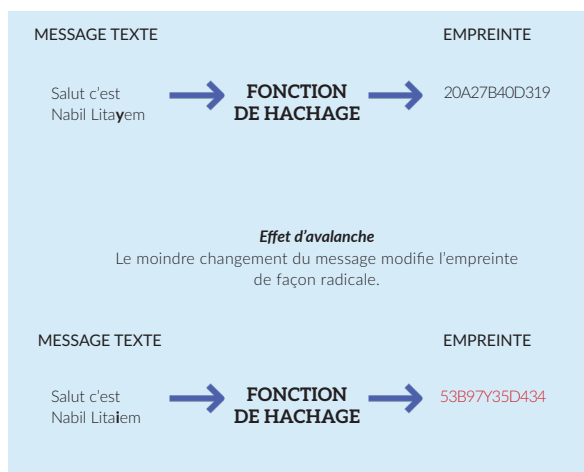 MESSAGE TEXTE
EMPREINTE
Salut c’est
Nabil Litayem
FONCTION
DE HACHAGE
20A27B40D319
Effet d’avalanche
Le moindre changement du message modifie l’empreinte
de façon radicale.
MESSAGE TEXTE
EMPREINTE
Salut c’est
Nabil Litaiem
FONCTION
DE HACHAGE
53B97Y35D434